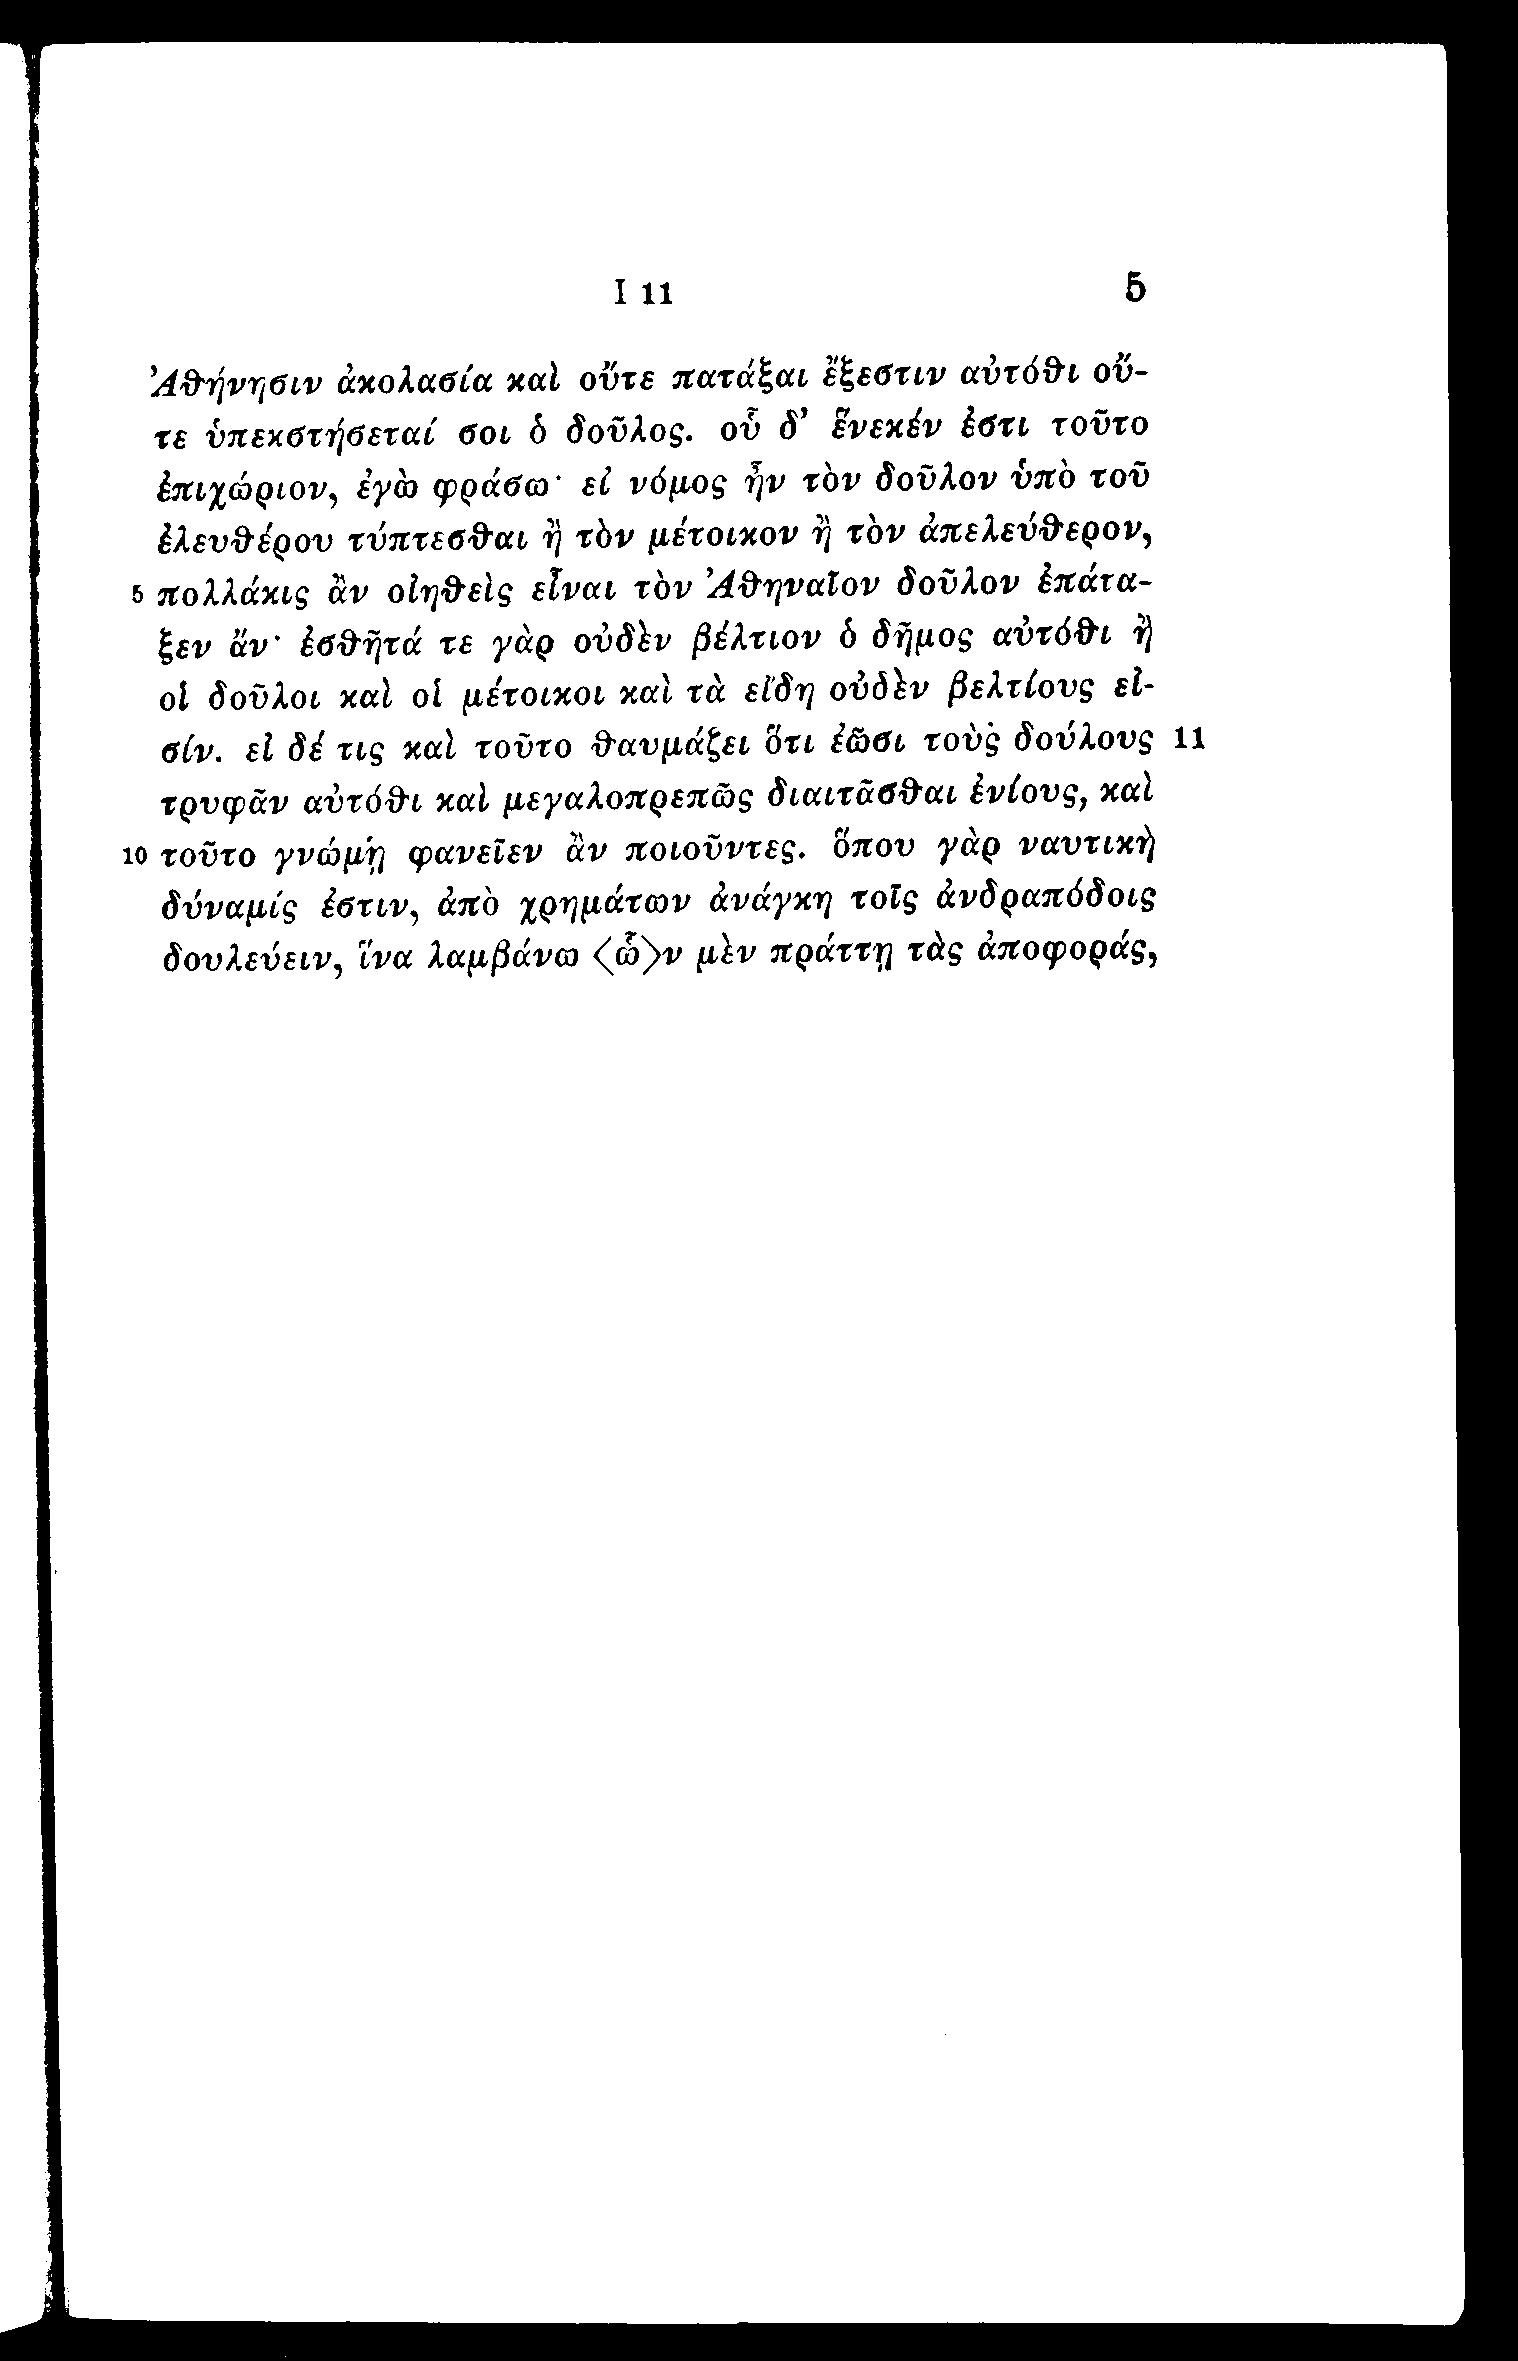 I 11 5
Ἀθήνησιν ἀκολασία καὶ οὔτε πατάξαι ἔξεστιν αὐτόθι οὔ-
τε ὑπεκστήσεταί σοι ὁ δοῦλος. οὗ δ' ἕνεκέν ἐστι τοῦτο
ἐπιχώριον, ἐγὼ φράσω· εἰ νόμος ἦν τὸν δοῦλον ὑπὸ τοῦ
ἐλευθέρου τύπτεσθαι ἢ τὸν μέτοικον ἢ τὸν ἀπελεύθερον,
5 πολλάκις ἂν οἰηθεὶς εἶναι τὸν Ἀθηναῖον δοῦλον ἐπάτα-
ξεν ἄν· ἐσθῆτά τε γὰρ οὐδὲν βέλτιον ὁ δῆμος αὐτόθι ἢ
οἱ δοῦλοι καὶ οἱ μέτοικοι καὶ τὰ εἴδη οὐδὲν βελτίους εἰ-
σίν. εἰ δέ τις καὶ τοῦτο θαυμάζει ὅτι ἐῶσι τοὺς δούλους 11
τρυφᾶν αὐτόθι καὶ μεγαλοπρεπῶς διαιτᾶσθαι ἐνίους, καὶ
10 τοῦτο γνώμῃ φανεῖεν ἂν ποιοῦντες. ὅπου γὰρ ναυτικὴ
δύναμίς ἐστιν, ἀπὸ χρημάτων ἀνάγκη τοῖς ἀνδραπόδοις
δουλεύειν, ἵνα λαμβάνω ⟨ὧ⟩ν μὲν πράττῃ τὰς ἀποφοράς,